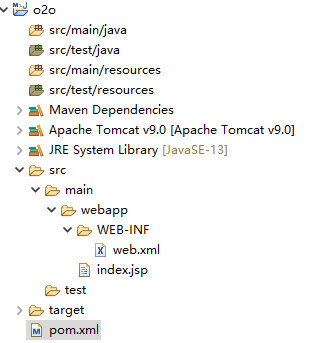 o2o
src/main/java
src/test/java
src/main/resources
src/test/resources
Maven Dependencies
Apache Tomcat v9.0 [Apache Tomcat v9.0]
JRE System Library [JavaSE-13]
src
main
webapp
WEB-INF
web.xml
index.jsp
test
target
pom.xml